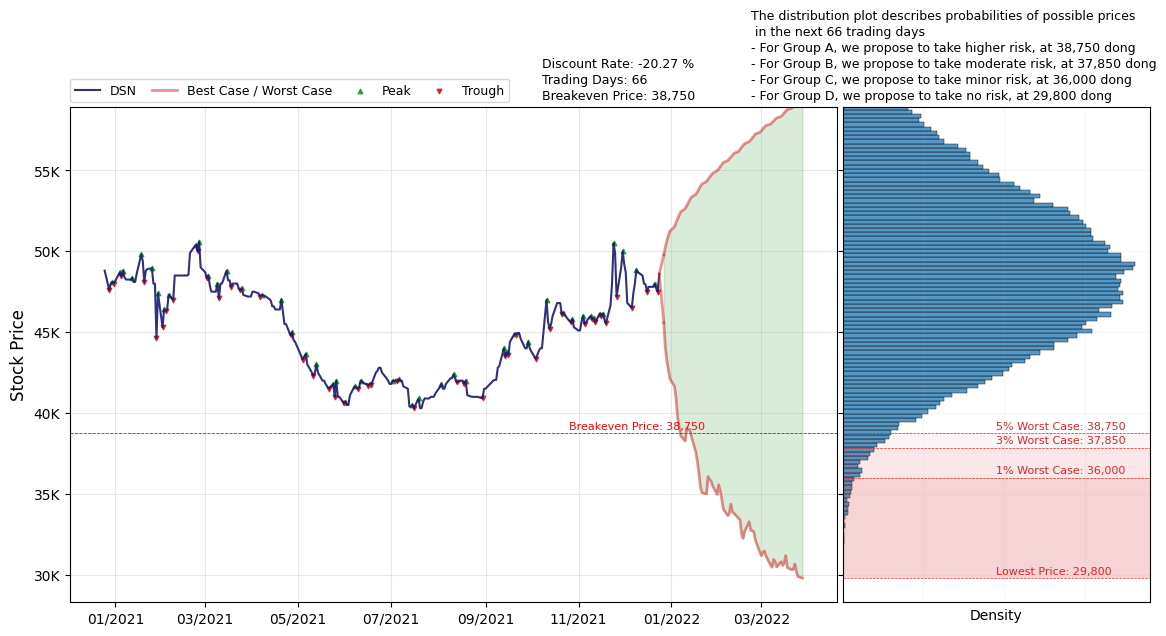 The distribution plot describes probabilities of possible prices
in the next 66 trading days
- For Group A, we propose to take higher risk, at 38,750 dong
- For Group B, we propose to take moderate risk, at 37,850 dong
- For Group C, we propose to take minor risk, at 36,000 dong
- For Group D, we propose to take no risk, at 29,800 dong
Discount Rate: -20.27 %
Trading Days: 66
Breakeven Price: 38,750
DSN
Best Case / Worst Case
Peak
Trough
Stock Price
55K
50K
45K
40K
35K
30K
Breakeven Price: 38,750
5% Worst Case: 38,750
3% Worst Case: 37,850
1% Worst Case: 36,000
Lowest Price: 29,800
01/2021
03/2021
05/2021
07/2021
09/2021
11/2021
01/2022
03/2022
Density